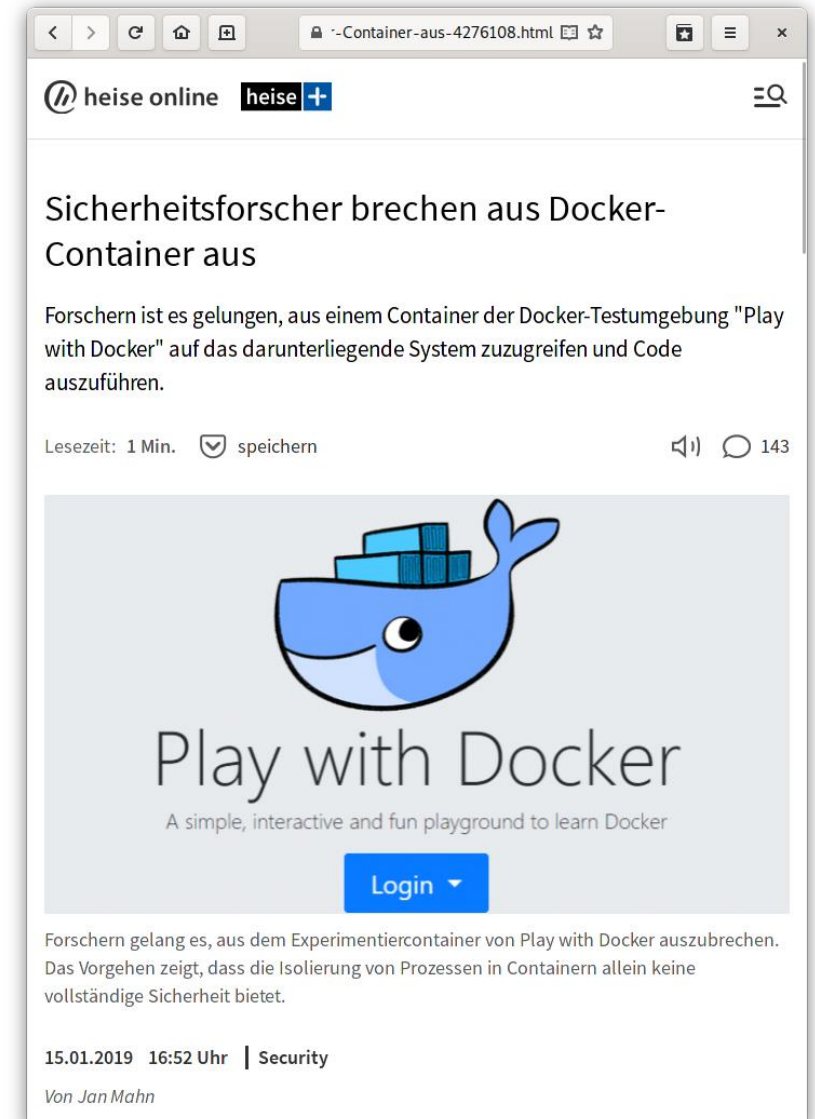 -Container-aus-4276108.html
heise online heise +
Sicherheitsforscher brechen aus Docker-
Container aus
Forschern ist es gelungen, aus einem Container der Docker-Testumgebung "Play
with Docker" auf das darunterliegende System zuzugreifen und Code
auszuführen.
Lesezeit: 1 Min. speichern 143
Play with Docker
A simple, interactive and fun playground to learn Docker
Login
Forschern gelang es, aus dem Experimentiercontainer von Play with Docker auszubrechen.
Das Vorgehen zeigt, dass die Isolierung von Prozessen in Containern allein keine
vollständige Sicherheit bietet.
15.01.2019 16:52 Uhr | Security
Von Jan Mahn